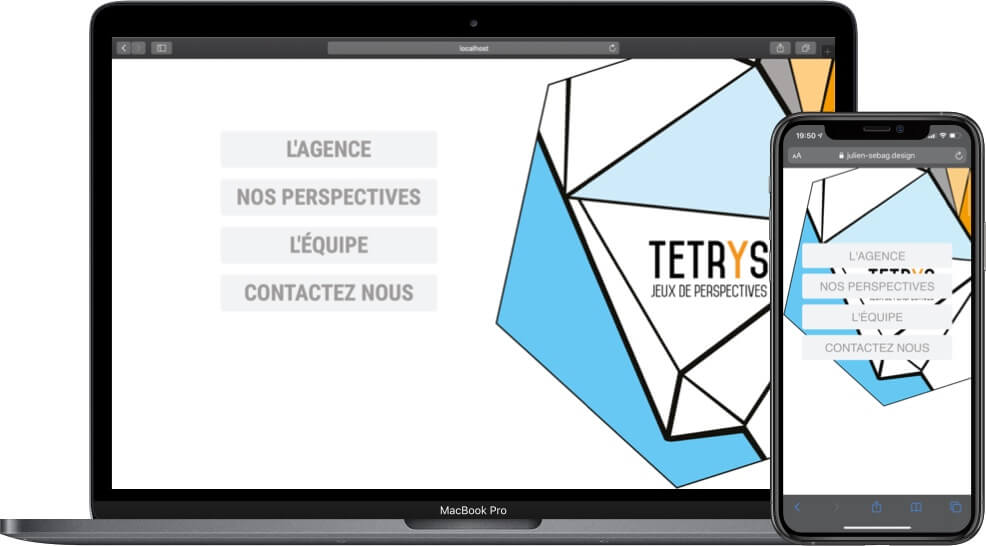 localhost
L'AGENCE
NOS PERSPECTIVES
L'ÉQUIPE
CONTACTEZ NOUS
TETRYS
JEUX DE PERSPECTIVES
MacBook Pro
19:50
AA
julien-sebag.design
L'AGENCE
TETRYS
NOS PERSPECTIVES
L'ÉQUIPE
CONTACTEZ NOUS